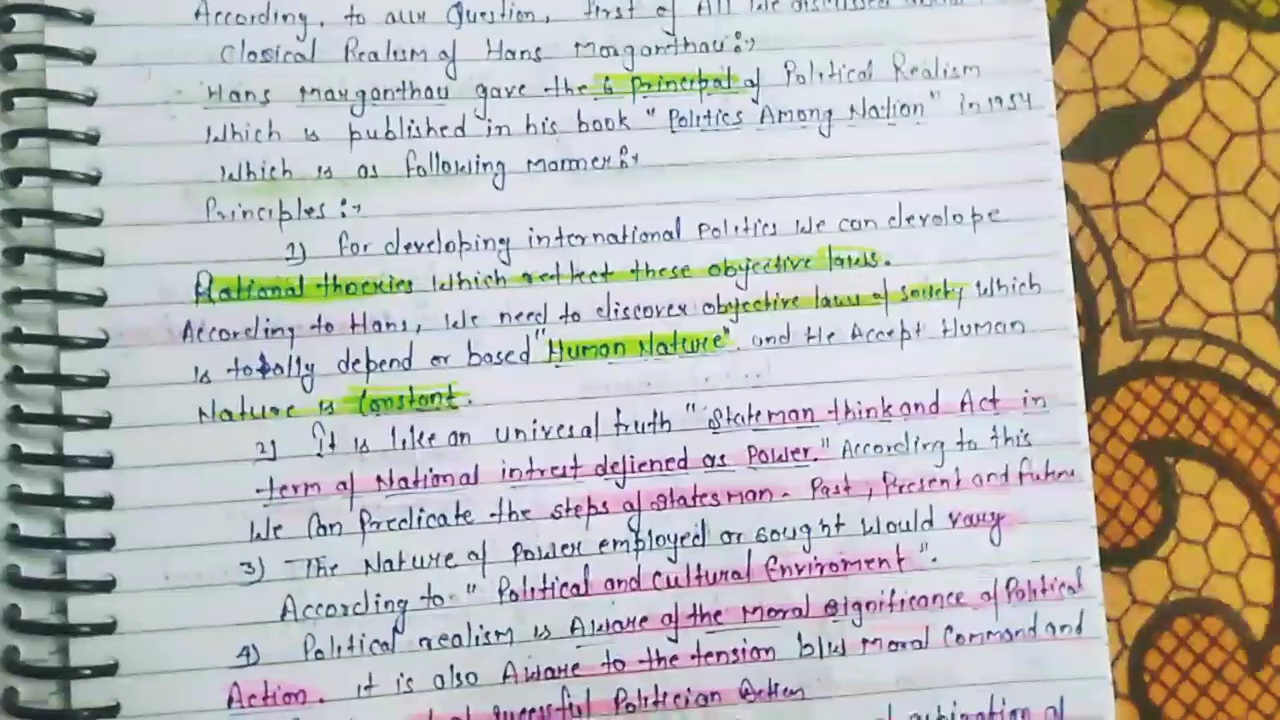 According, to our Question, first of All We discussed
Classical Realism of Hans Morganthau:-
Hans Marganthau gave the 6 Principal of Political Realism
Which is published in his book "Politics Among Nation" in 1954
Which is as following manner:-
Principles:-
1) for developing international Politics We can develope
Rational theories Which reflect these objective laws.
According to Hans, We need to discover objective laws of society Which
is totally depend or based "Human Nature". and He Accept Human
Nature is Constant.
2) It is like an univesal truth "Stateman think and Act in
term of National intrest defiened as Power." According to this
We Can Predicate the steps of statesman. Past, Present and future
3) The Nature of Power employed or sought Would vary
According to "Political and cultural Enviroment".
4) Political realism is Aware of the moral significance of Political
Action. it is also Aware to the tension b/w moral Command and
successful Politician Action
of